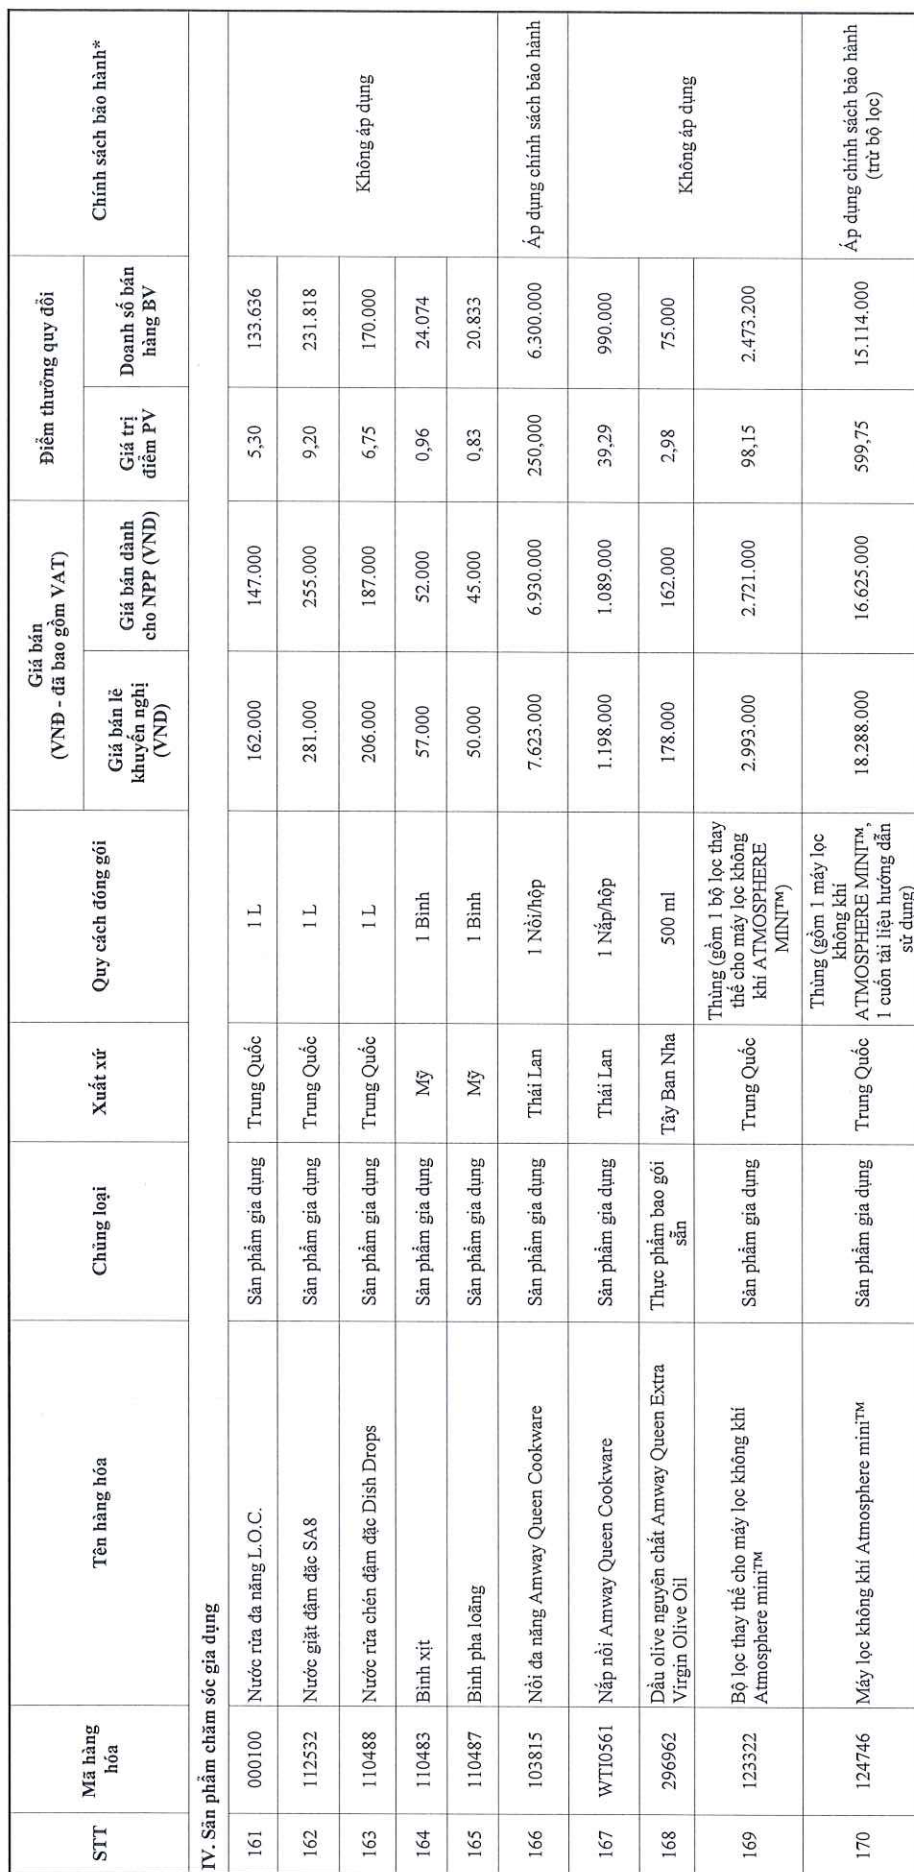 STT
Mã hàng
hóa
Tên hàng hóa
Chủng loại
Xuất xứ
Quy cách đóng gói
Giá bán
(VNĐ - đã bao gồm VAT)
Giá bán lẻ
khuyến nghị
(VND)
Giá bán dành
cho NPP (VND)
Điểm thưởng quy đổi
Giá trị
điểm PV
Doanh số bán
hàng BV
Chính sách bảo hành*
IV. Sản phẩm chăm sóc gia dụng
161 000100 Nước rửa đa năng L.O.C. Sản phẩm gia dụng Trung Quốc 1 L 162.000 147.000 5,30 133.636
162 112532 Nước giặt đậm đặc SA8 Sản phẩm gia dụng Trung Quốc 1 L 281.000 255.000 9,20 231.818
163 110488 Nước rửa chén đậm đặc Dish Drops Sản phẩm gia dụng Trung Quốc 1 L 206.000 187.000 6,75 170.000
Không áp dụng
164 110483 Bình xịt Sản phẩm gia dụng Mỹ 1 Bình 57.000 52.000 0,96 24.074
165 110487 Bình pha loãng Sản phẩm gia dụng Mỹ 1 Bình 50.000 45.000 0,83 20.833
166 103815 Nồi đa năng Amway Queen Cookware Sản phẩm gia dụng Thái Lan 1 Nồi/hộp 7.623.000 6.930.000 250,000 6.300.000 Áp dụng chính sách bảo hành
167 WTI0561 Nắp nồi Amway Queen Cookware Sản phẩm gia dụng Thái Lan 1 Nắp/hộp 1.198.000 1.089.000 39,29 990.000
168 296962 Dầu olive nguyên chất Amway Queen Extra
Virgin Olive Oil
Thực phẩm bao gói
sẵn
Tây Ban Nha 500 ml 178.000 162.000 2,98 75.000
Không áp dụng
169 123322 Bộ lọc thay thế cho máy lọc không khí
Atmosphere mini™
Sản phẩm gia dụng Trung Quốc
Thùng (gồm 1 bộ lọc thay
thế cho máy lọc không
khí ATMOSPHERE
MINI™)
2.993.000 2.721.000 98,15 2.473.200
170 124746 Máy lọc không khí Atmosphere mini™ Sản phẩm gia dụng Trung Quốc
Thùng (gồm 1 máy lọc
không khí
ATMOSPHERE MINI™,
1 cuốn tài liệu hướng dẫn
sử dụng)
18.288.000 16.625.000 599,75 15.114.000
Áp dụng chính sách bảo hành
(trừ bộ lọc)